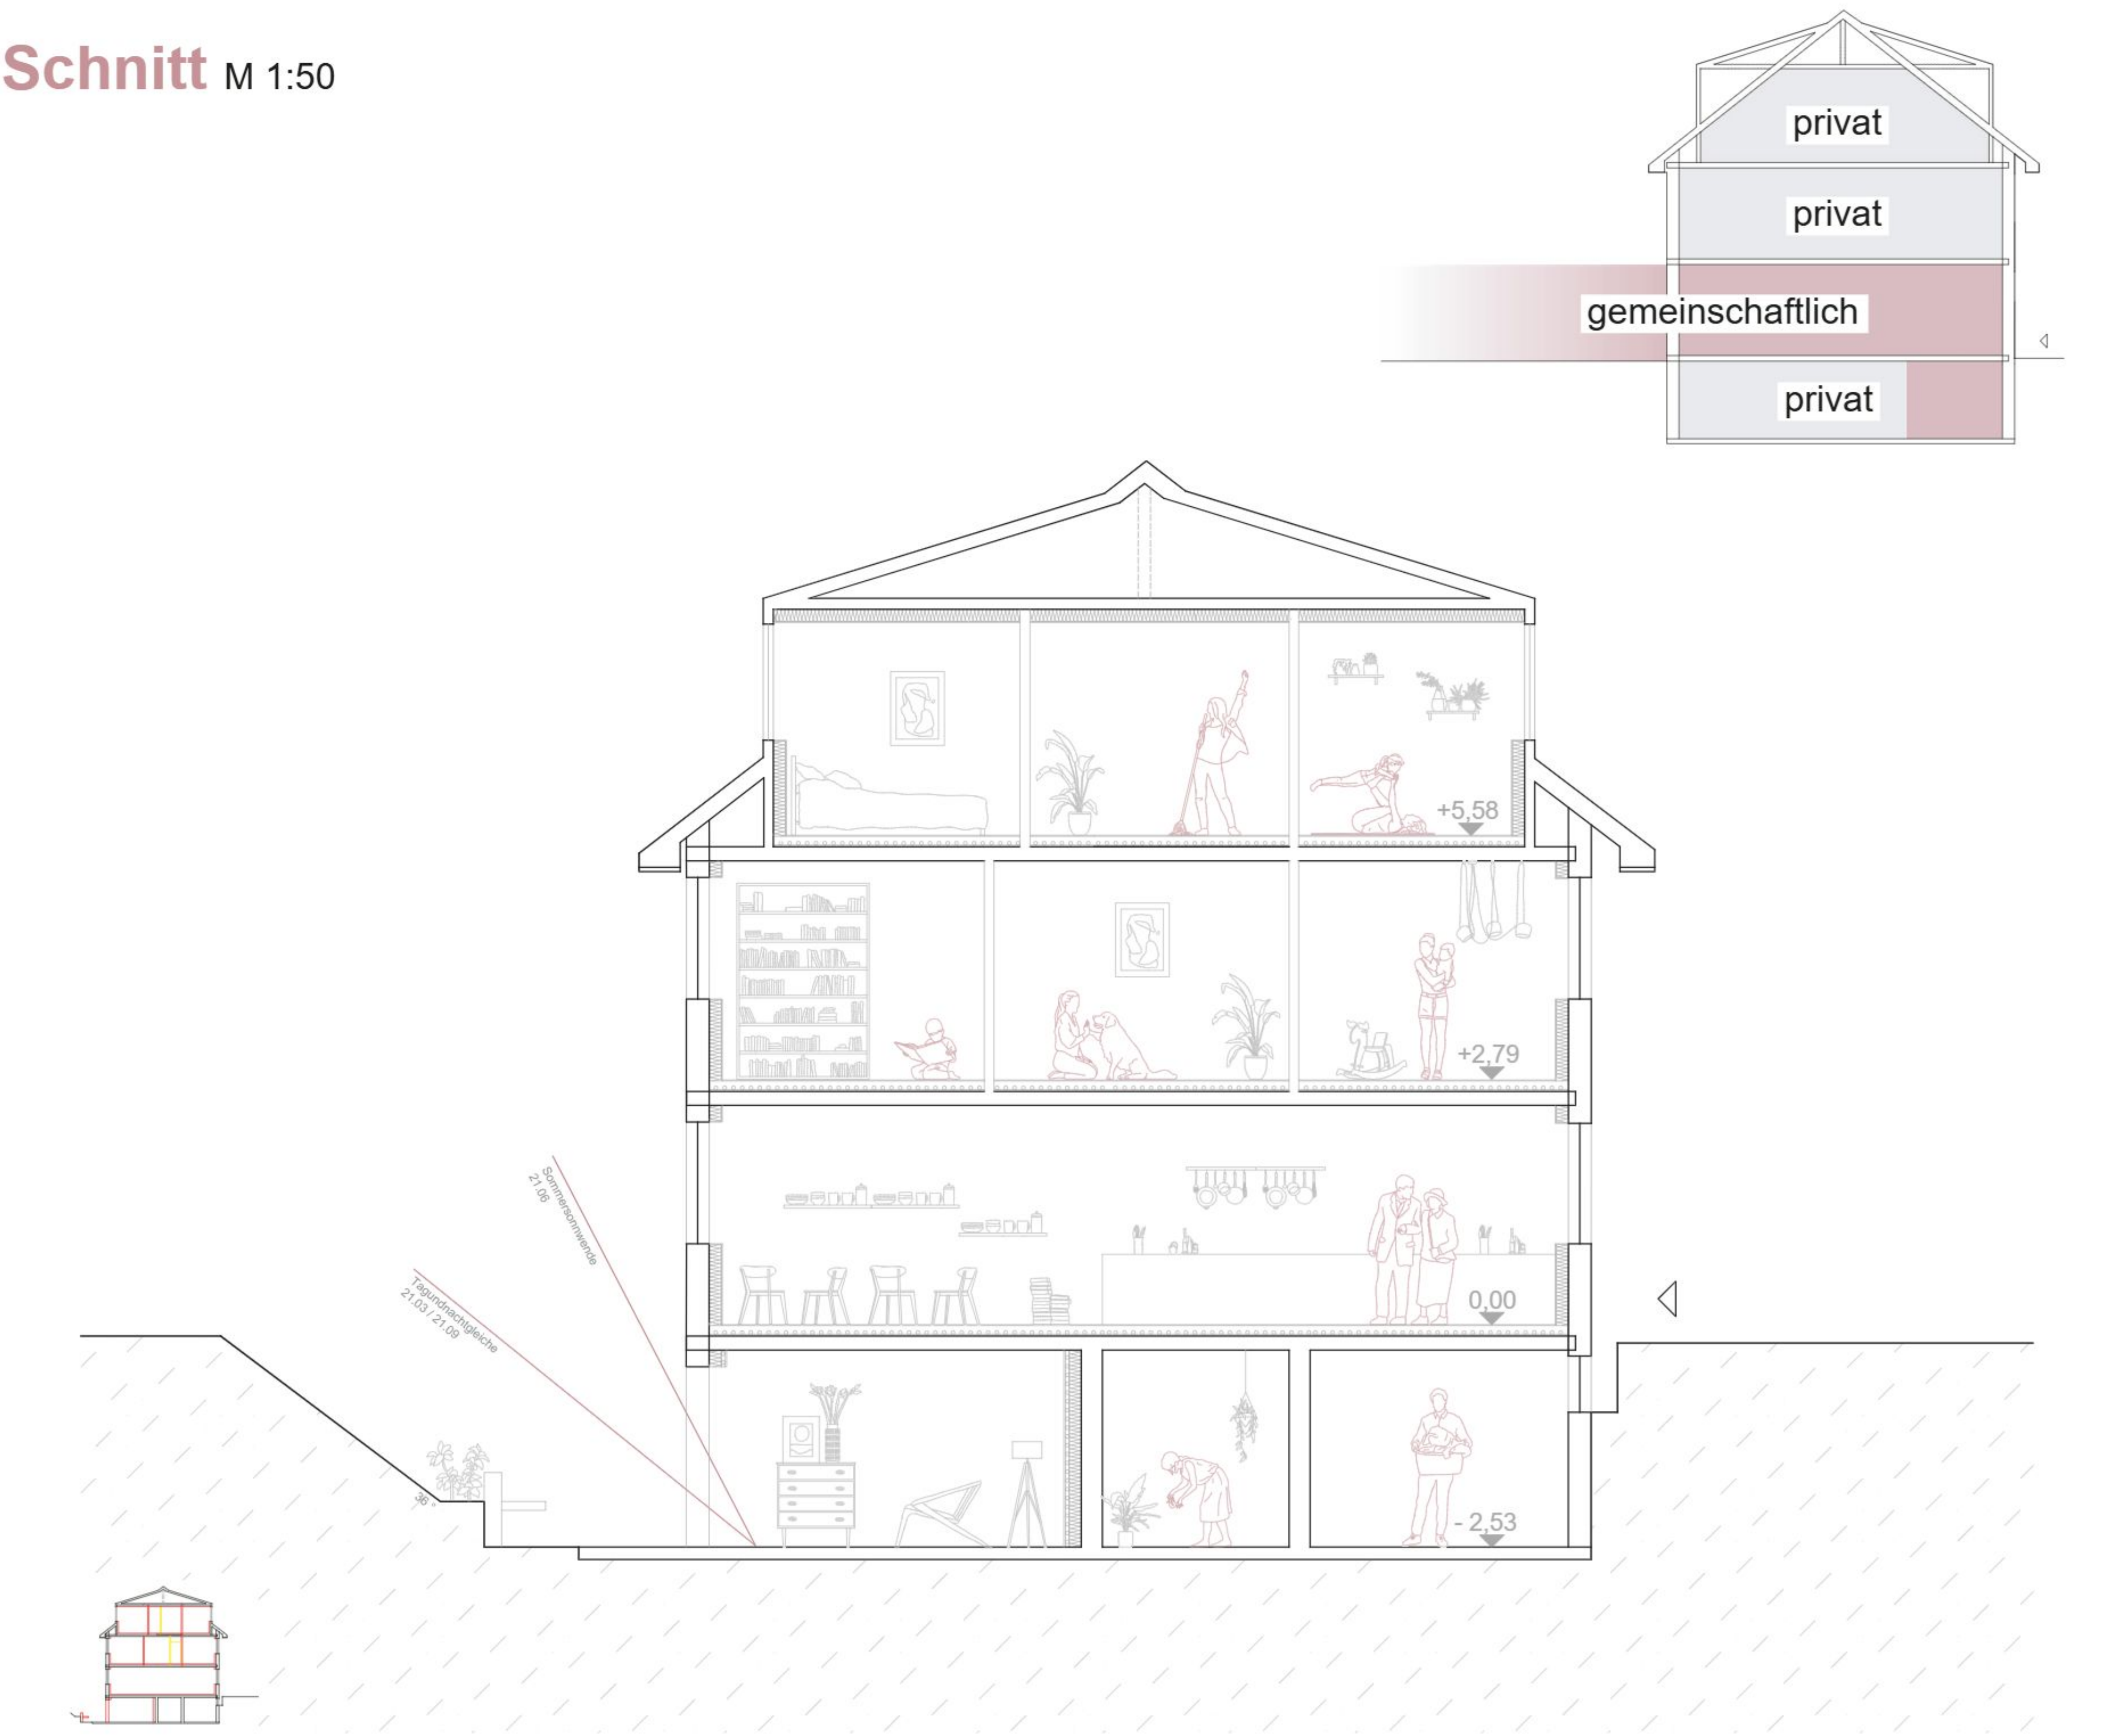 Schnitt M 1:50
privat
privat
gemeinschaftlich
privat
+5,58
+2,79
Sommersonnwende
21.06
Tagundnachtgleiche
21.03 / 21.09
0,00
36 °
- 2,53